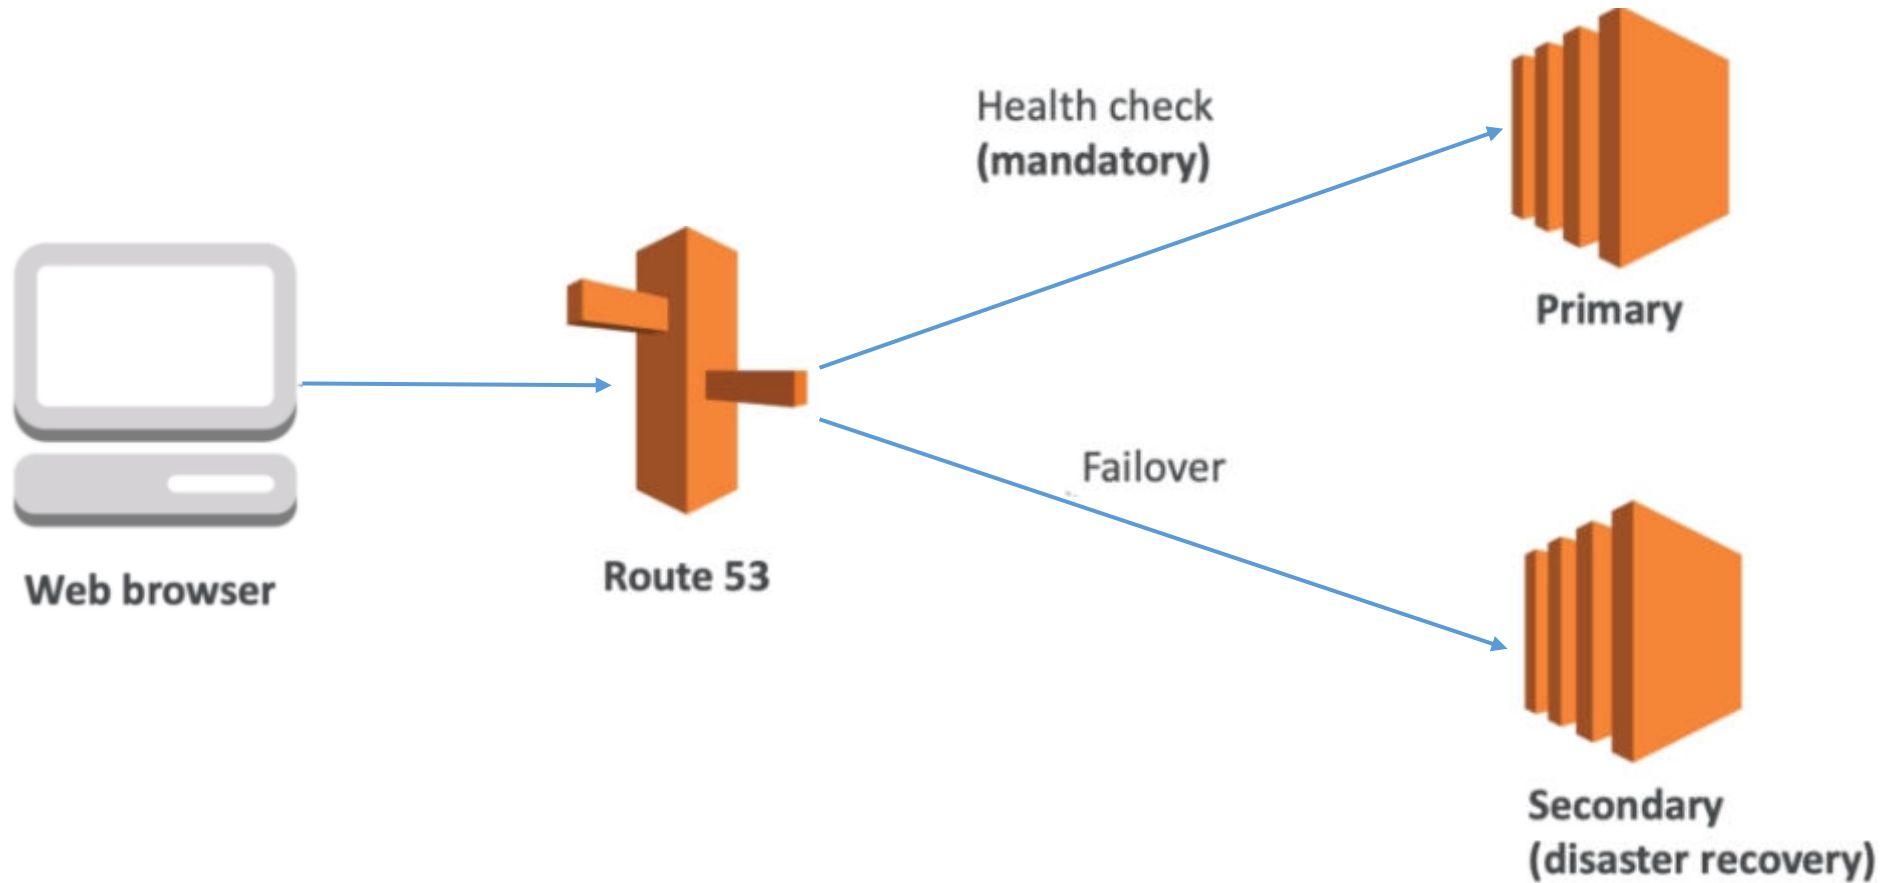 Health check
(mandatory)
Primary
Failover
Route 53
Web browser
Secondary
(disaster recovery)